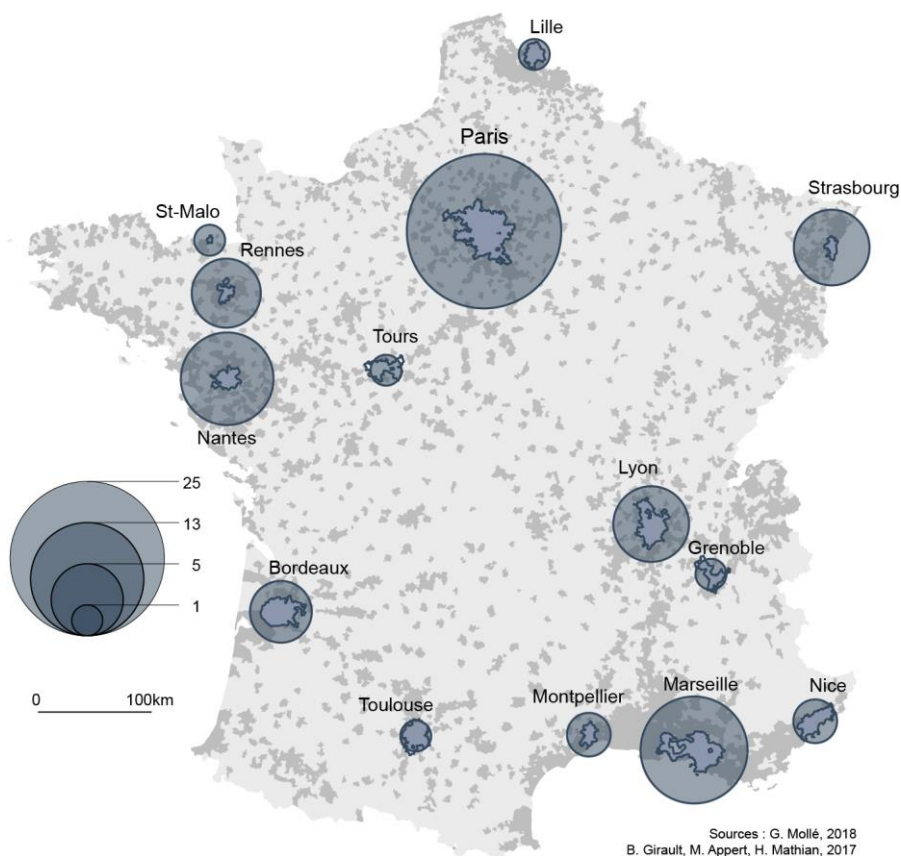 Lille
Paris
Strasbourg
St-Malo
Rennes
Tours
Nantes
Lyon
25
13
5
1
Grenoble
Bordeaux
0 100km
Toulouse
Montpellier
Marseille
Nice
Sources : G. Mollé, 2018
B. Girault, M. Appert, H. Mathian, 2017